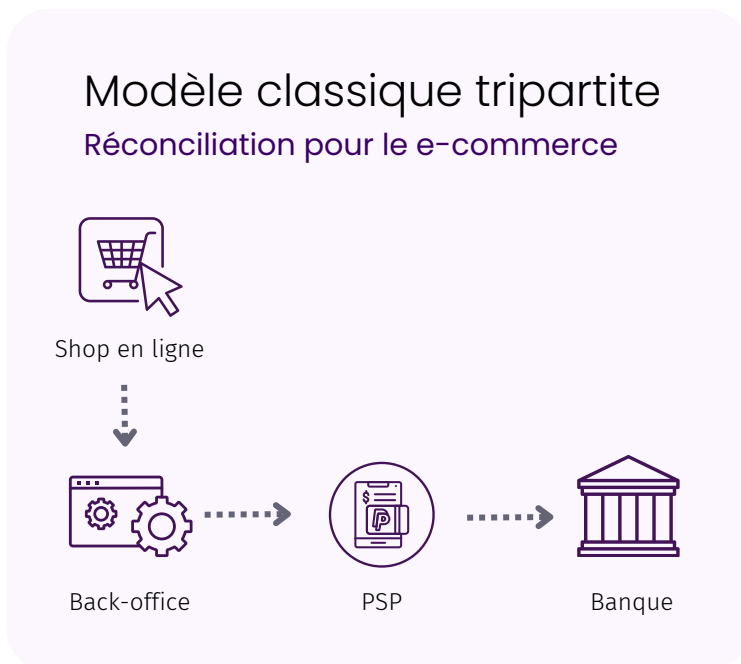 Modèle classique tripartite
Réconciliation pour le e-commerce
Shop en ligne
$
Back-office
PSP
Banque